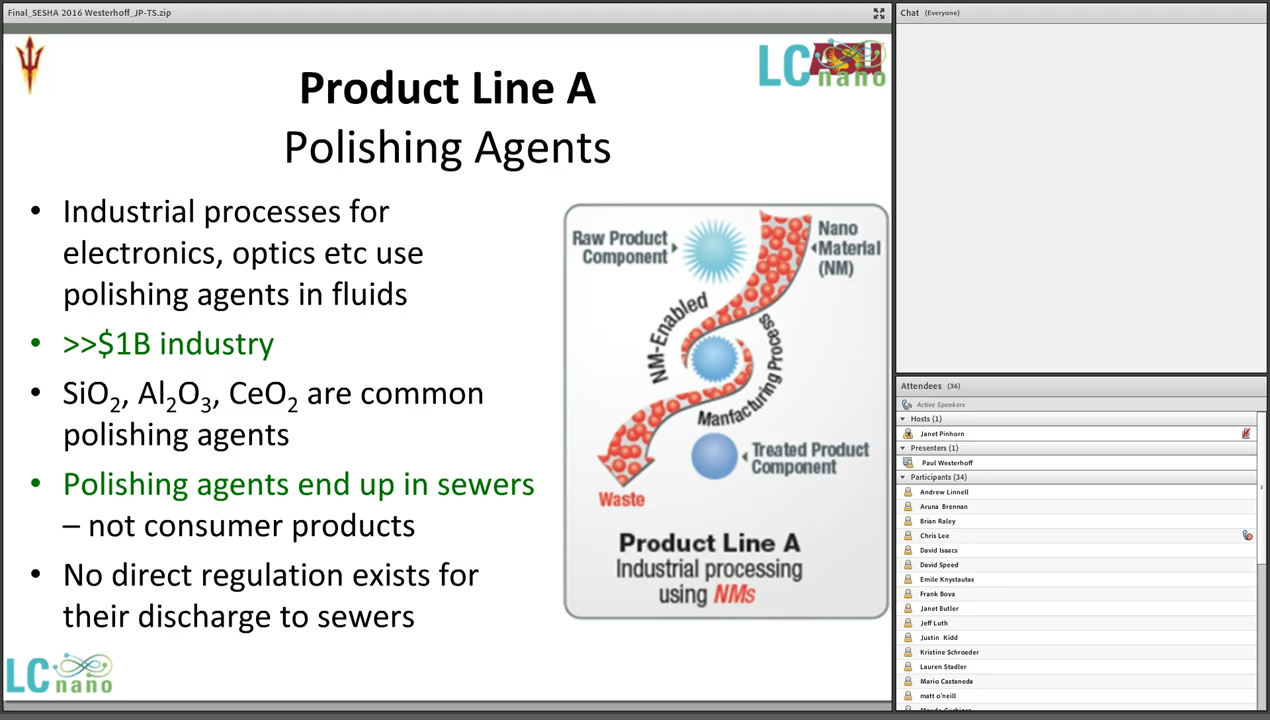 Final_SESHA 2016 Westerhoff_JP-TS.zip
LC nano
ASU
Product Line A
Polishing Agents
• Industrial processes for
electronics, optics etc use
polishing agents in fluids
• >>$1B industry
• SiO₂, Al₂O₃, CeO₂ are common
polishing agents
• Polishing agents end up in sewers
– not consumer products
• No direct regulation exists for
their discharge to sewers
Raw Product
Component
Nano
Material
(NM)
NM-Enabled
Manfacturing Process
Treated Product
Component
Waste
Product Line A
Industrial processing
using NMs
LC nano
Chat (Everyone)
Attendees (36)
Active Speakers
Hosts (1)
Janet Pinhorn
Presenters (1)
Paul Westerhoff
Participants (34)
Andrew Linnell
Aruna Brennan
Brian Raley
Chris Lee
David Isaacs
David Speed
Emile Knystautas
Frank Bova
Janet Butler
Jeff Luth
Justin Kidd
Kristine Schroeder
Lauren Stadler
Mario Castaneda
matt o'neill